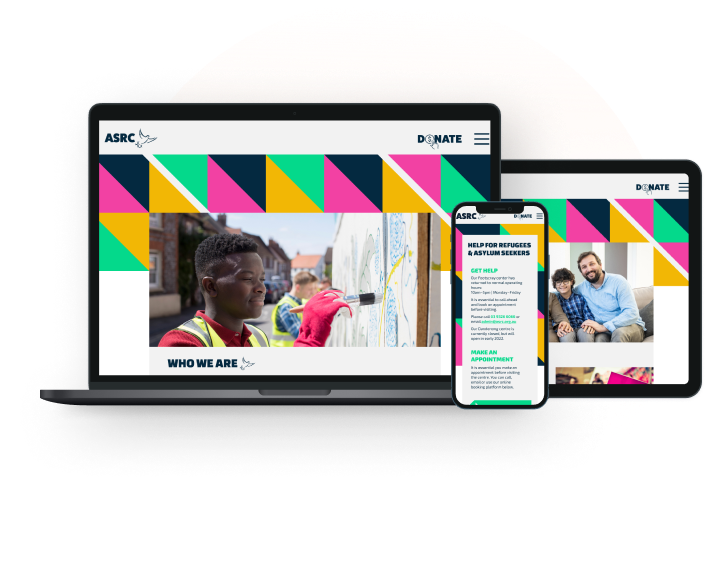 ASRC
DONATE
WHO WE ARE
ASRC
DONATE
HELP FOR REFUGEES
& ASYLUM SEEKERS
GET HELP
Our Footscray center has
returned to normal operating
hours:
10am-5pm | Monday-Friday
It is essential to call ahead
and book an appointment
before visiting.
Please call 03 9326 6066 or
email
Our Dandenong centre is
currently closed, but will
open in early 2022.
MAKE AN
APPOINTMENT
It is essential you make an
appointment before visiting
the centre. You can call,
email or use our online
booking platform below.
DONATE